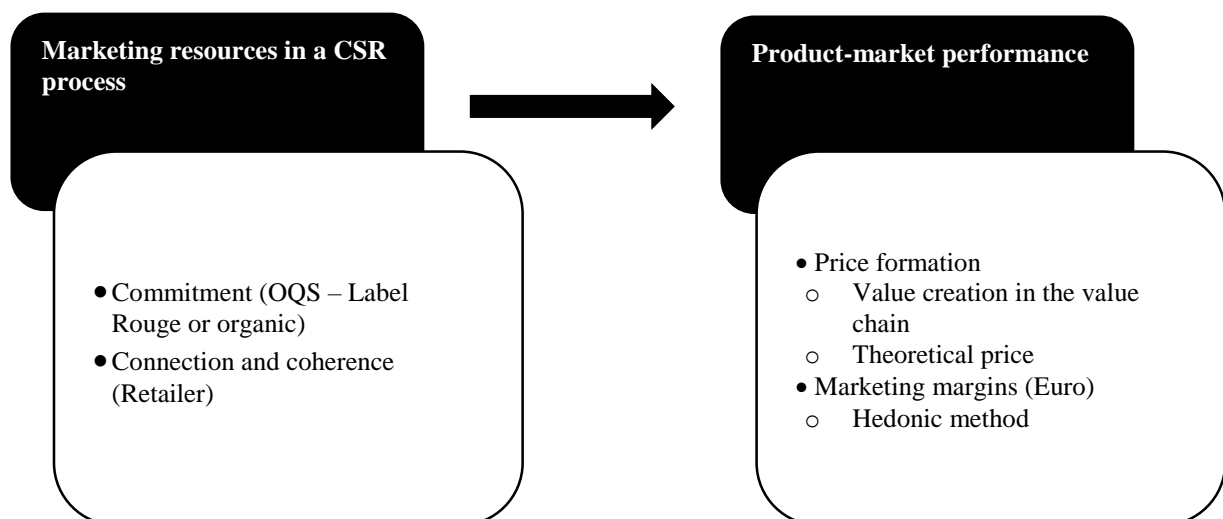 Marketing resources in a CSR
process
● Commitment (OQS – Label
Rouge or organic)
● Connection and coherence
(Retailer)
Product-market performance
• Price formation
o Value creation in the value
chain
o Theoretical price
• Marketing margins (Euro)
o Hedonic method